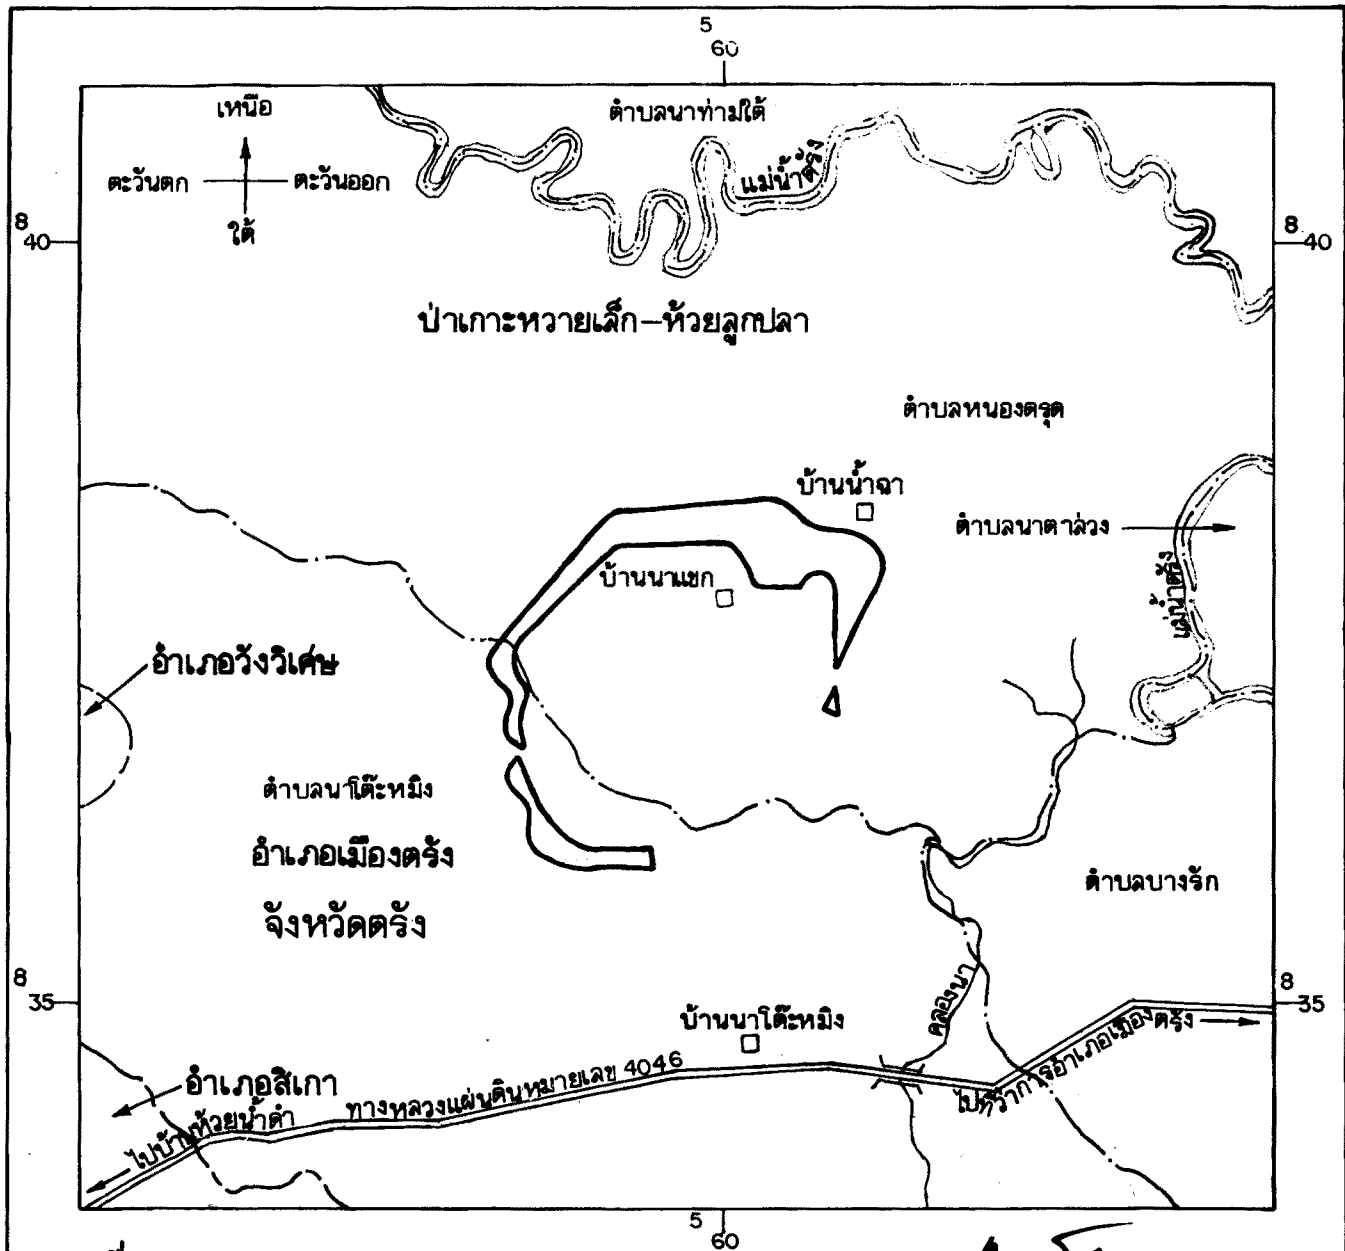 5
60
เหนือ
ตะวันตก
ตะวันออก
ใต้
ตำบลนาท่ามใต้
แม่น้ำตรัง
8
40
8
40
ป่าเกาะหวายเล็ก-ห้วยลูกปลา
ตำบลหนองตรุด
บ้านน้ำฉา
ตำบลนาตาล่วง
บ้านนาแขก
แม่น้ำตรัง
อำเภอวังวิเศษ
ตำบลนาโต๊ะหมิง
อำเภอเมืองตรัง
ตำบลบางรัก
จังหวัดตรัง
8
35
8
35
คลองนา
บ้านนาโต๊ะหมิง
อำเภอสิเกา
ทางหลวงแผ่นดินหมายเลข 4046
ไปที่ว่าการอำเภอเมืองตรัง
ไปบ้านห้วยน้ำดำ
5
60